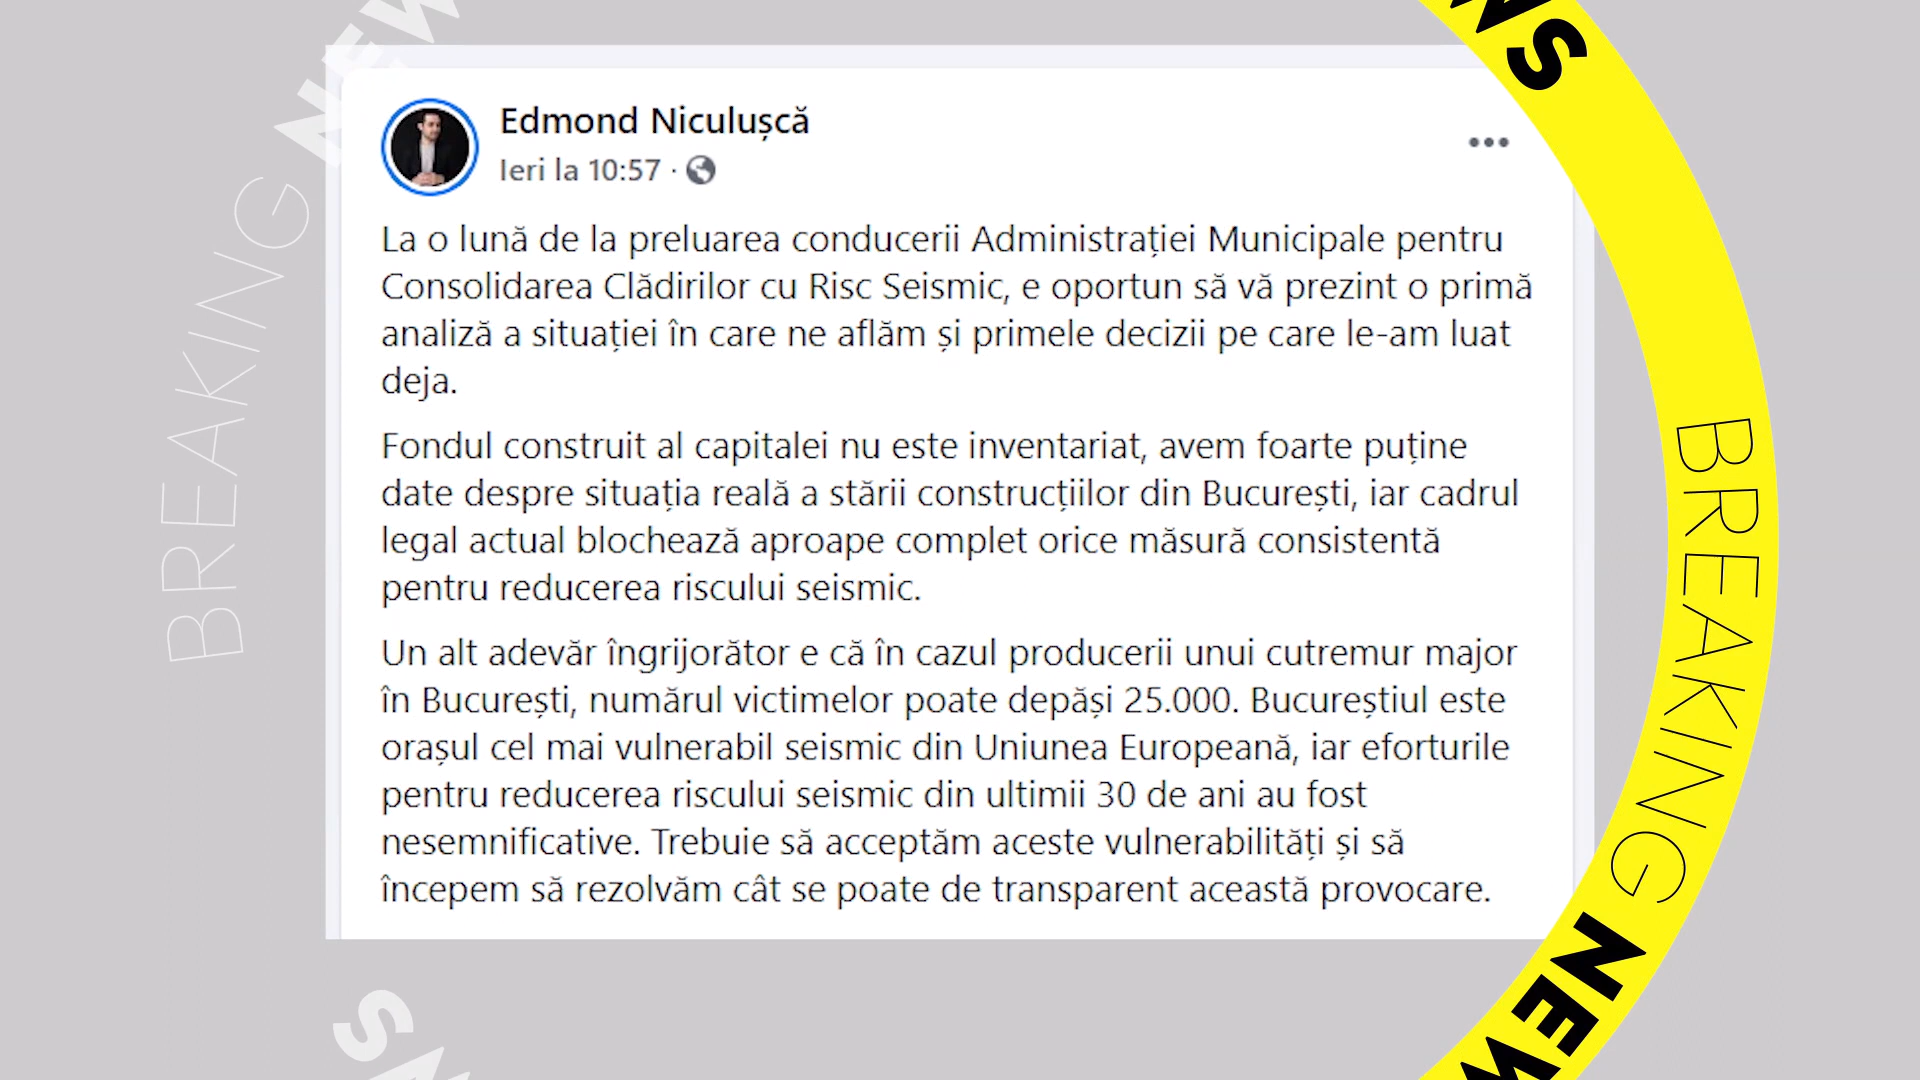 Edmond Niculușcă
Ieri la 10:57 ·
La o lună de la preluarea conducerii Administrației Municipale pentru
Consolidarea Clădirilor cu Risc Seismic, e oportun să vă prezint o primă
analiză a situației în care ne aflăm și primele decizii pe care le-am luat
deja.
Fondul construit al capitalei nu este inventariat, avem foarte puține
date despre situația reală a stării construcțiilor din București, iar cadrul
legal actual blochează aproape complet orice măsură consistentă
pentru reducerea riscului seismic.
Un alt adevăr îngrijorător e că în cazul producerii unui cutremur major
în București, numărul victimelor poate depăși 25.000. Bucureștiul este
orașul cel mai vulnerabil seismic din Uniunea Europeană, iar eforturile
pentru reducerea riscului seismic din ultimii 30 de ani au fost
nesemnificative. Trebuie să acceptăm aceste vulnerabilități și să
începem să rezolvăm cât se poate de transparent această provocare.
BREAKING NEW
WS
NS
BREAKING NEW